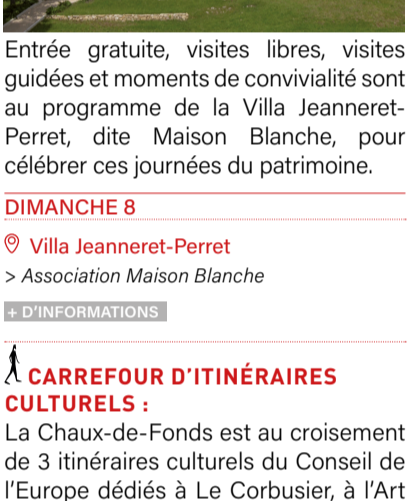 Entrée gratuite, visites libres, visites
guidées et moments de convivialité sont
au programme de la Villa Jeanneret-
Perret, dite Maison Blanche, pour
célébrer ces journées du patrimoine.
DIMANCHE 8
Villa Jeanneret-Perret
> Association Maison Blanche
+ D'INFORMATIONS
CARREFOUR D'ITINÉRAIRES
CULTURELS :
La Chaux-de-Fonds est au croisement
de 3 itinéraires culturels du Conseil de
l'Europe dédiés à Le Corbusier, à l'Art